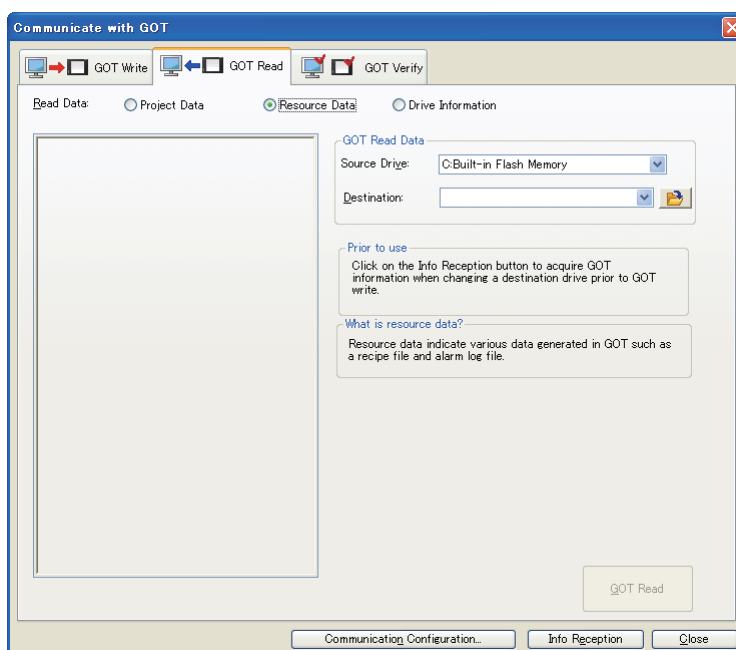 Communicate with GOT
GOT Write
GOT Read
GOT Verify
Read Data:
Project Data
Resource Data
Drive Information
GOT Read Data
Source Drive:
C:Built-in Flash Memory
Destination:
Prior to use
Click on the Info Reception button to acquire GOT
information when changing a destination drive prior to GOT
write.
What is resource data?
Resource data indicate various data generated in GOT such as
a recipe file and alarm log file.
GOT Read
Communication Configuration...
Info Reception
Close